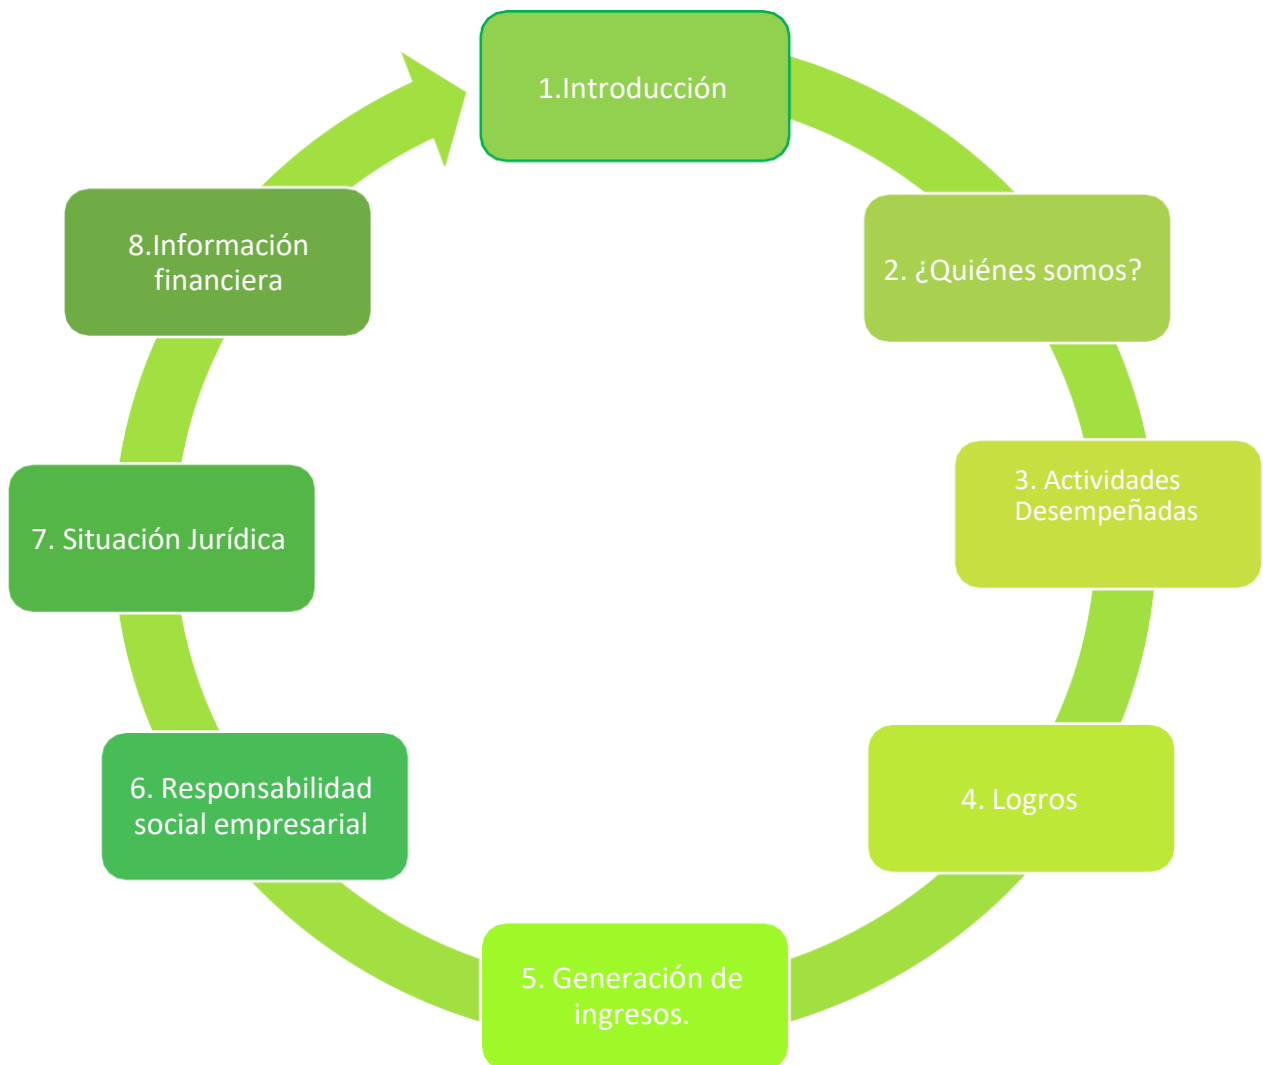 1.Introducción
2. ¿Quiénes somos?
3. Actividades
Desempeñadas
4. Logros
5. Generación de
ingresos.
6. Responsabilidad
social empresarial
7. Situación Jurídica
8.Información
financiera